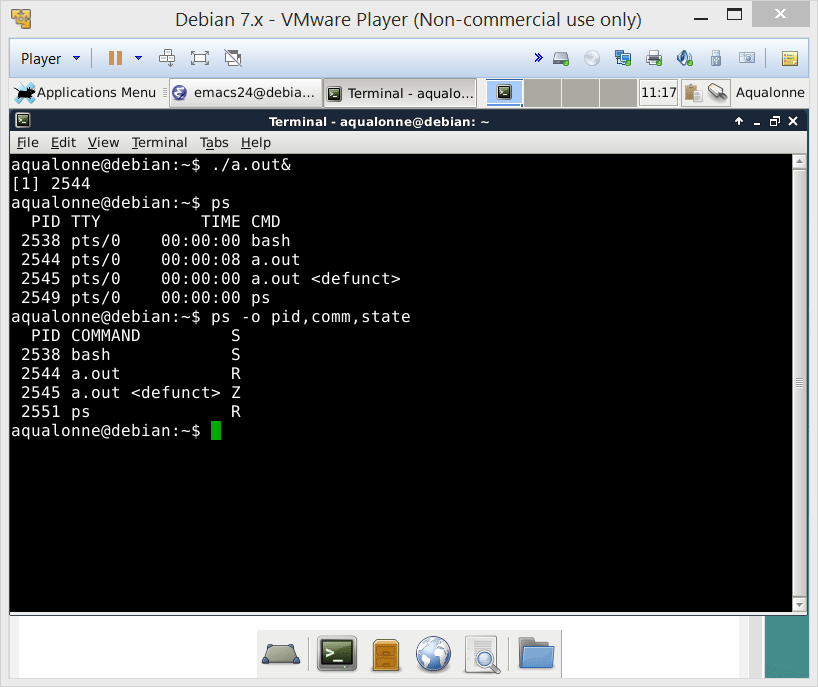 Debian 7.x - VMware Player (Non-commercial use only)
Player
Applications Menu emacs24@debia... Terminal - aqualo... 11:17 Aqualonne
Terminal - aqualonne@debian: ~
File Edit View Terminal Tabs Help
aqualonne@debian:~$ ./a.out&
[1] 2544
aqualonne@debian:~$ ps
  PID TTY          TIME CMD
 2538 pts/0    00:00:00 bash
 2544 pts/0    00:00:08 a.out
 2545 pts/0    00:00:00 a.out <defunct>
 2549 pts/0    00:00:00 ps
aqualonne@debian:~$ ps -o pid,comm,state
  PID COMMAND         S
 2538 bash            S
 2544 a.out           R
 2545 a.out <defunct> Z
 2551 ps              R
aqualonne@debian:~$